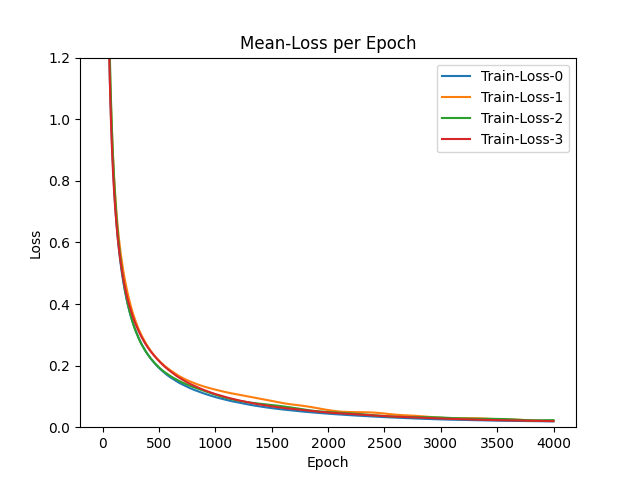 Mean-Loss per Epoch
Train-Loss-0
Train-Loss-1
Train-Loss-2
Train-Loss-3
1.2
1.0
0.8
0.6
0.4
0.2
0.0
Loss
0 500 1000 1500 2000 2500 3000 3500 4000
Epoch